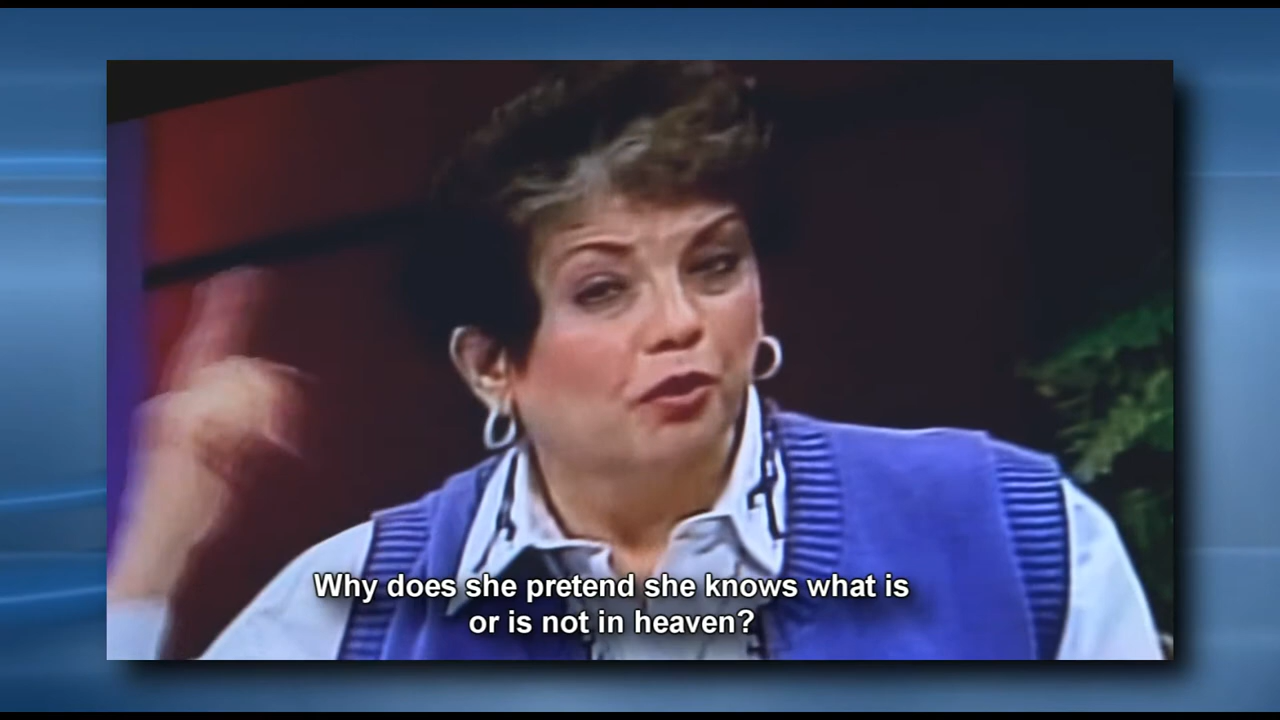 Why does she pretend she knows what is
or is not in heaven?